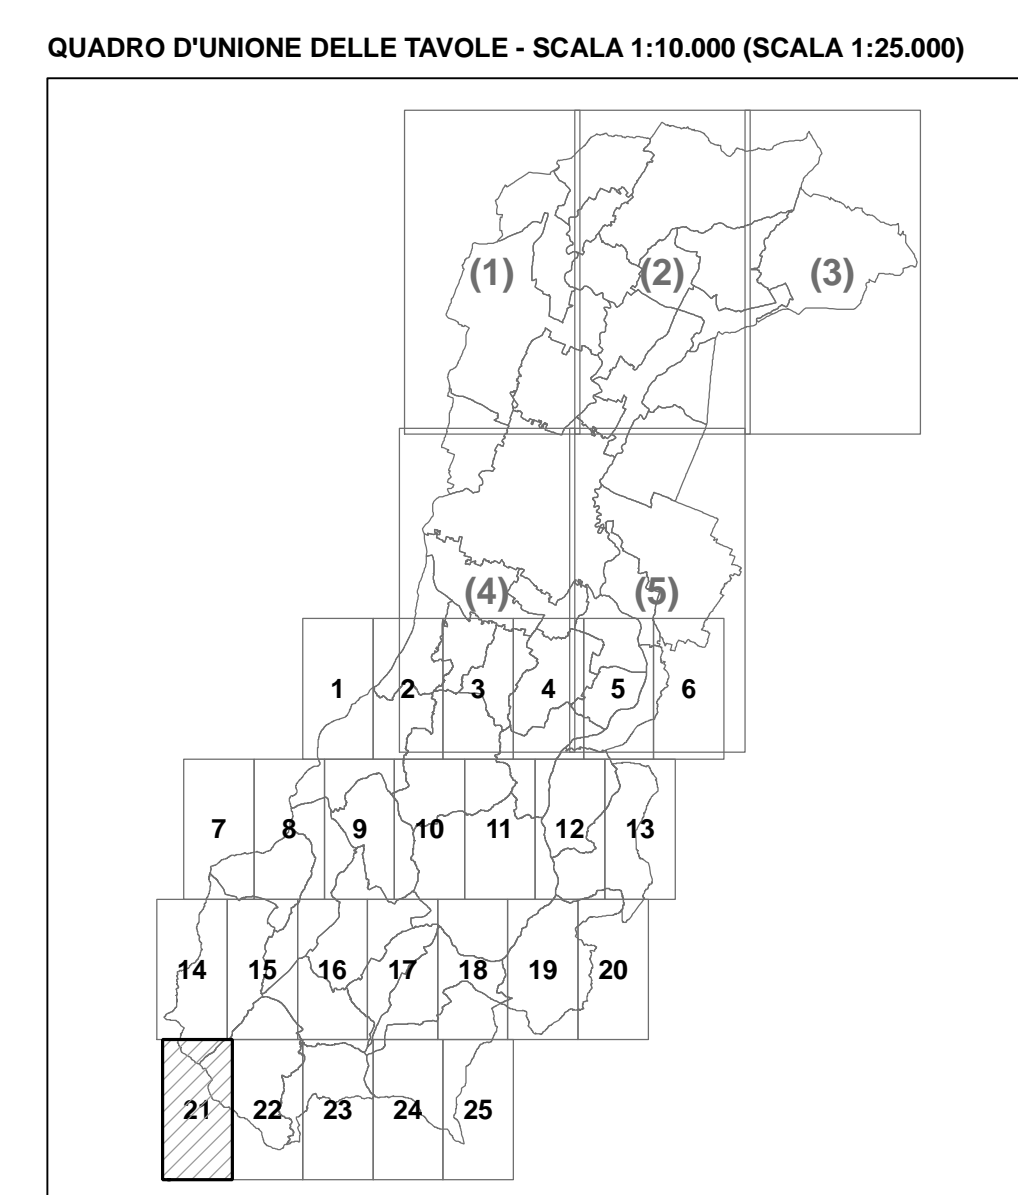 QUADRO D'UNIONE DELLE TAVOLE - SCALA 1:10.000 (SCALA 1:25.000)
(1) (2) (3)
(4) (5)
1 2 3 4 5 6
7 8 9 10 11 12 13
14 15 16 17 18 19 20
21 22 23 24 25